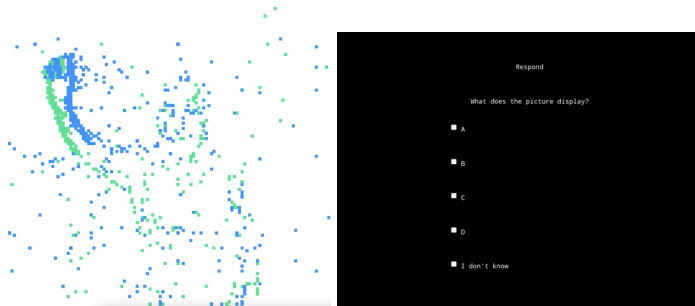 Respond
What does the picture display?
A
B
C
D
I don't know